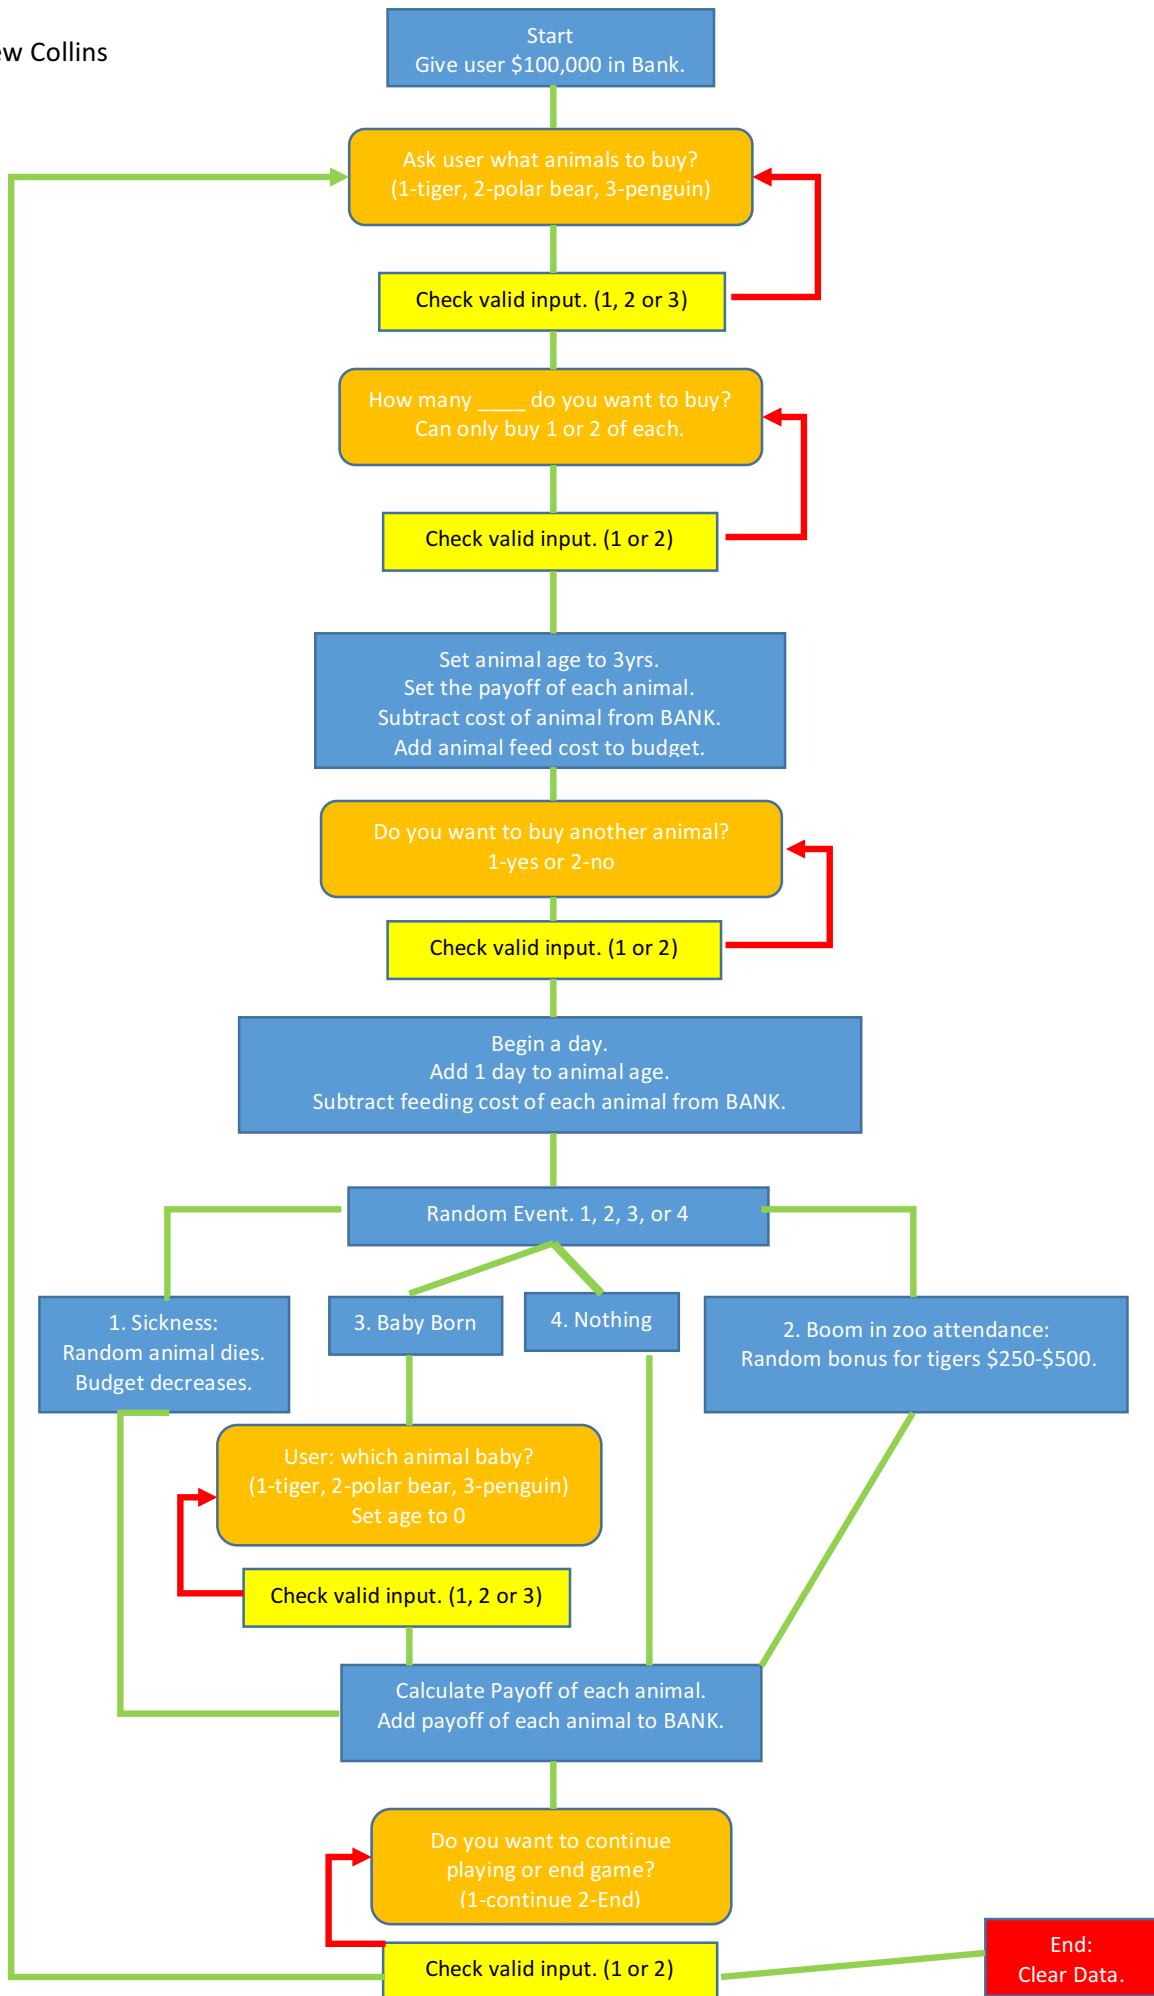 Start
Give user $100,000 in Bank.
ew Collins
Ask user what animals to buy?
(1-tiger, 2-polar bear, 3-penguin)
Check valid input. (1, 2 or 3)
How many ____ do you want to buy?
Can only buy 1 or 2 of each.
Check valid input. (1 or 2)
Set animal age to 3yrs.
Set the payoff of each animal.
Subtract cost of animal from BANK.
Add animal feed cost to budget.
Do you want to buy another animal?
1-yes or 2-no
Check valid input. (1 or 2)
Begin a day.
Add 1 day to animal age.
Subtract feeding cost of each animal from BANK.
Random Event. 1, 2, 3, or 4
1. Sickness:
Random animal dies.
Budget decreases.
3. Baby Born
4. Nothing
2. Boom in zoo attendance:
Random bonus for tigers $250-$500.
User: which animal baby?
(1-tiger, 2-polar bear, 3-penguin)
Set age to 0
Check valid input. (1, 2 or 3)
Calculate Payoff of each animal.
Add payoff of each animal to BANK.
Do you want to continue
playing or end game?
(1-continue 2-End)
Check valid input. (1 or 2)
End:
Clear Data.